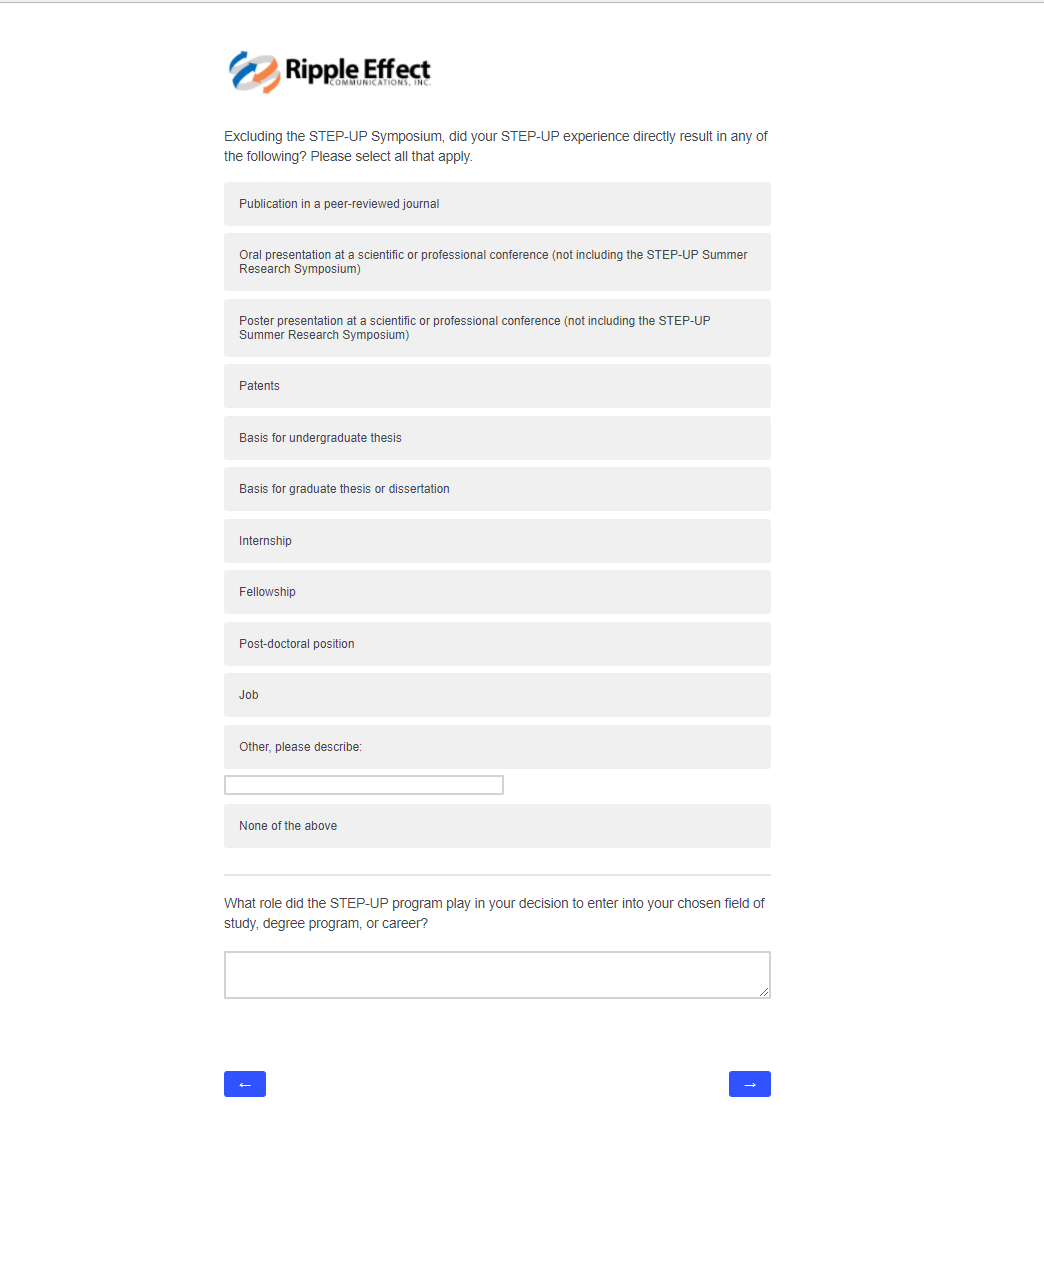 Ripple Effect
COMMUNICATIONS, INC.
Excluding the STEP-UP Symposium, did your STEP-UP experience directly result in any of
the following? Please select all that apply.
Publication in a peer-reviewed journal
Oral presentation at a scientific or professional conference (not including the STEP-UP Summer
Research Symposium)
Poster presentation at a scientific or professional conference (not including the STEP-UP
Summer Research Symposium)
Patents
Basis for undergraduate thesis
Basis for graduate thesis or dissertation
Internship
Fellowship
Post-doctoral position
Job
Other, please describe:
None of the above
What role did the STEP-UP program play in your decision to enter into your chosen field of
study, degree program, or career?
← →